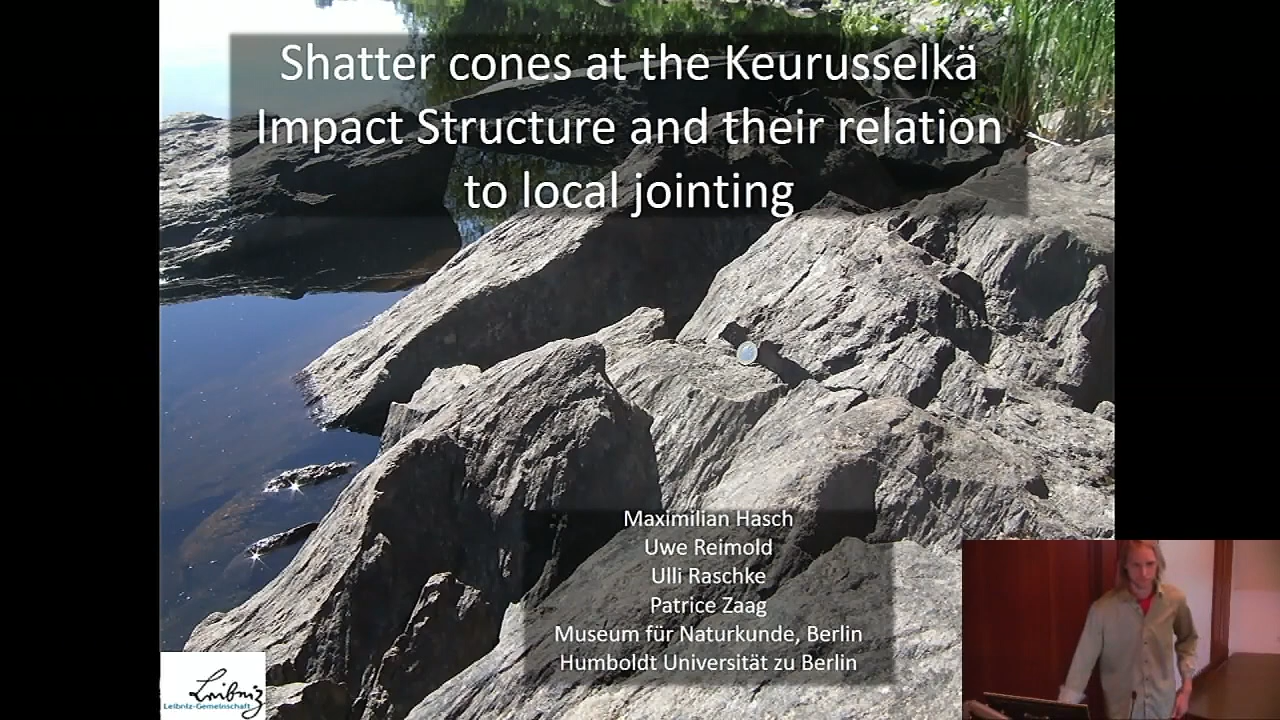 Shatter cones at the Keurusselkä
Impact Structure and their relation
to local jointing
Maximilian Hasch
Uwe Reimold
Ulli Raschke
Patrice Zaag
Museum für Naturkunde, Berlin
Humboldt Universität zu Berlin
Leibniz
Leibniz-Gemeinschaft